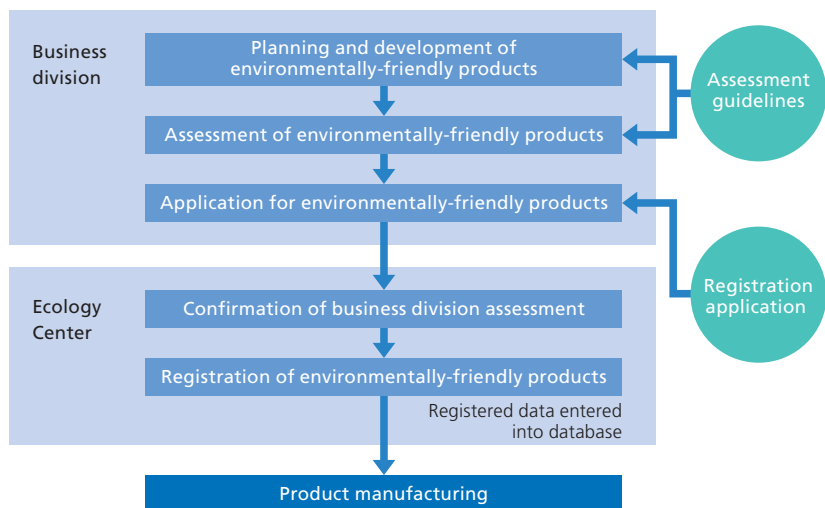 Business
division
Planning and development of
environmentally-friendly products
Assessment of environmentally-friendly products
Application for environmentally-friendly products
Assessment
guidelines
Registration
application
Ecology
Center
Confirmation of business division assessment
Registration of environmentally-friendly products
Registered data entered
into database
Product manufacturing